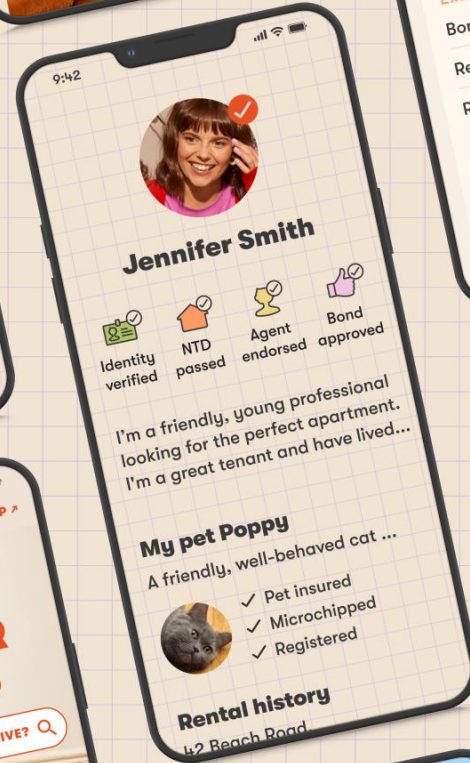 9:42
Jennifer Smith
Identity
verified
NTD
passed
Agent
endorsed
Bond
approved
I'm a friendly, young professional
looking for the perfect apartment.
I'm a great tenant and have lived...
My pet Poppy
A friendly, well-behaved cat ...
Pet insured
Microchipped
Registered
Rental history
42 Beach Road
IVE?